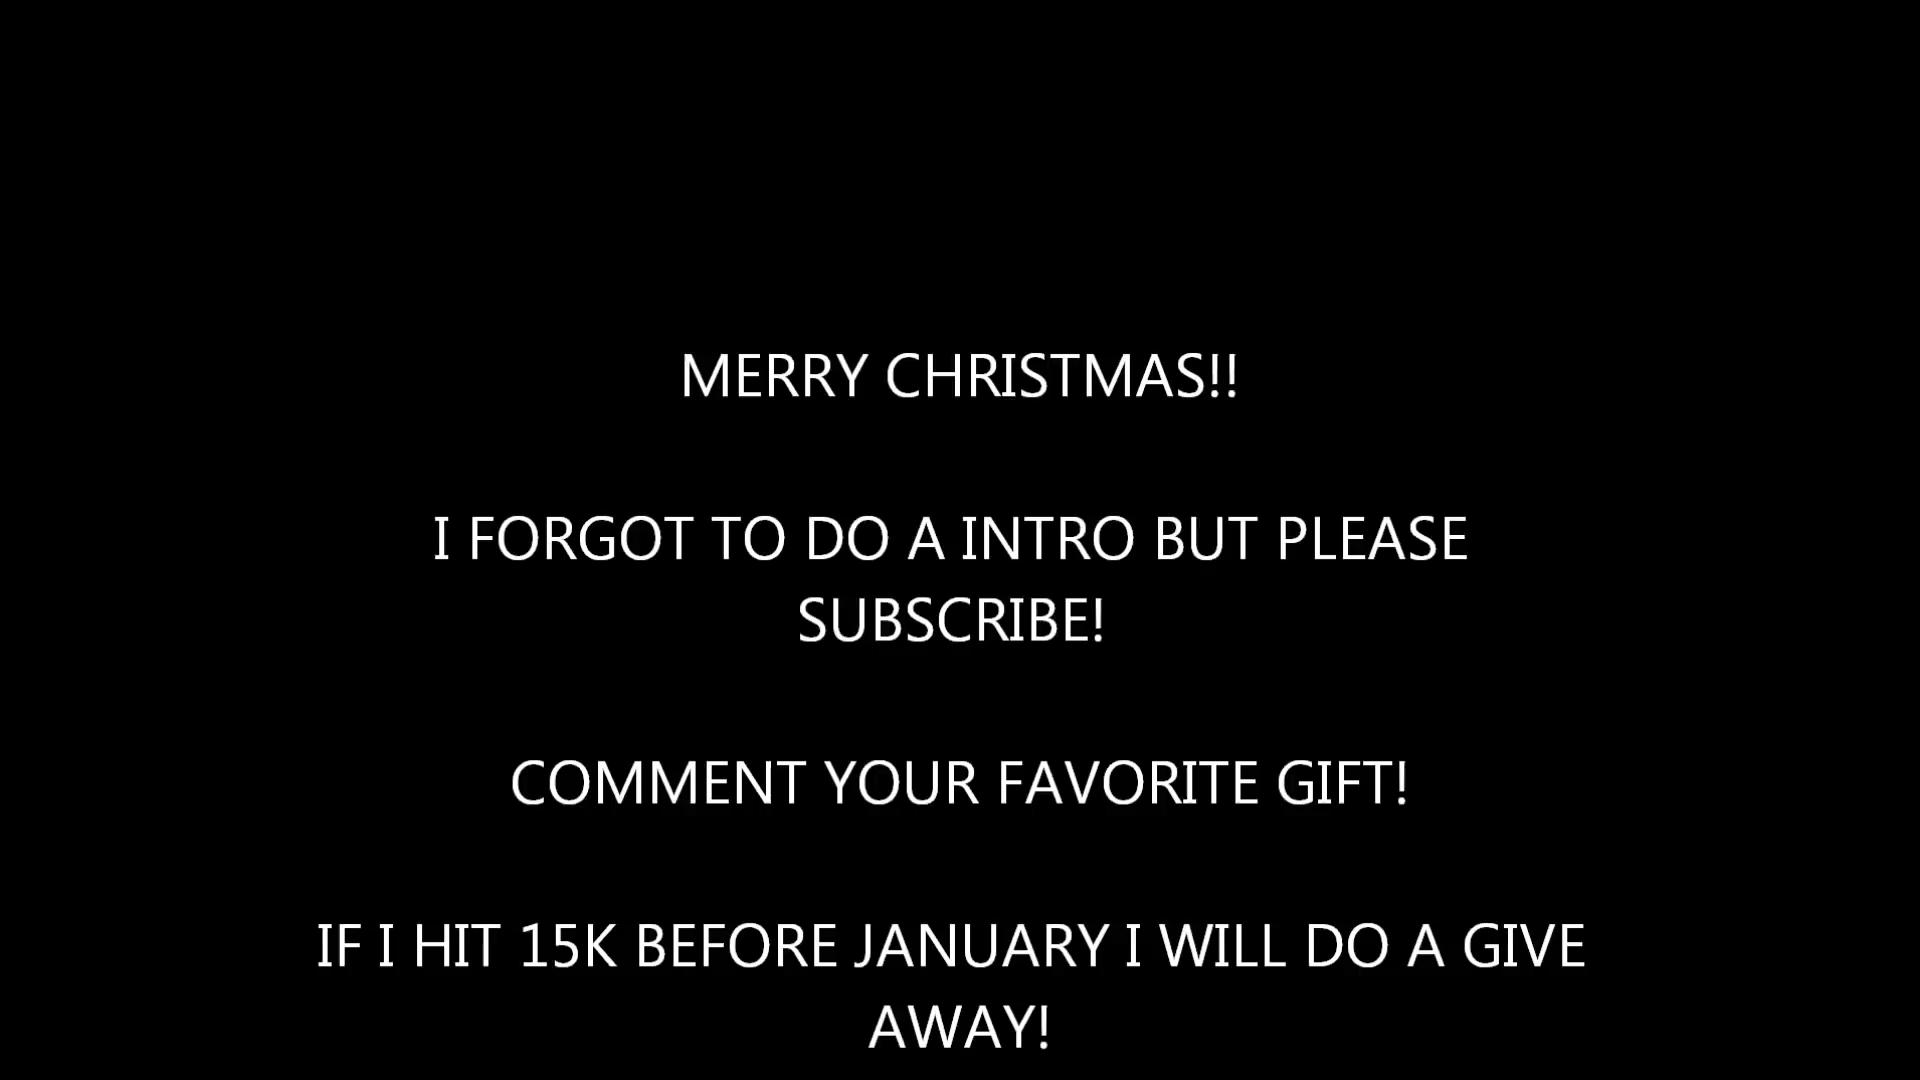 MERRY CHRISTMAS!!
I FORGOT TO DO A INTRO BUT PLEASE
SUBSCRIBE!
COMMENT YOUR FAVORITE GIFT!
IF I HIT 15K BEFORE JANUARY I WILL DO A GIVE
AWAY!